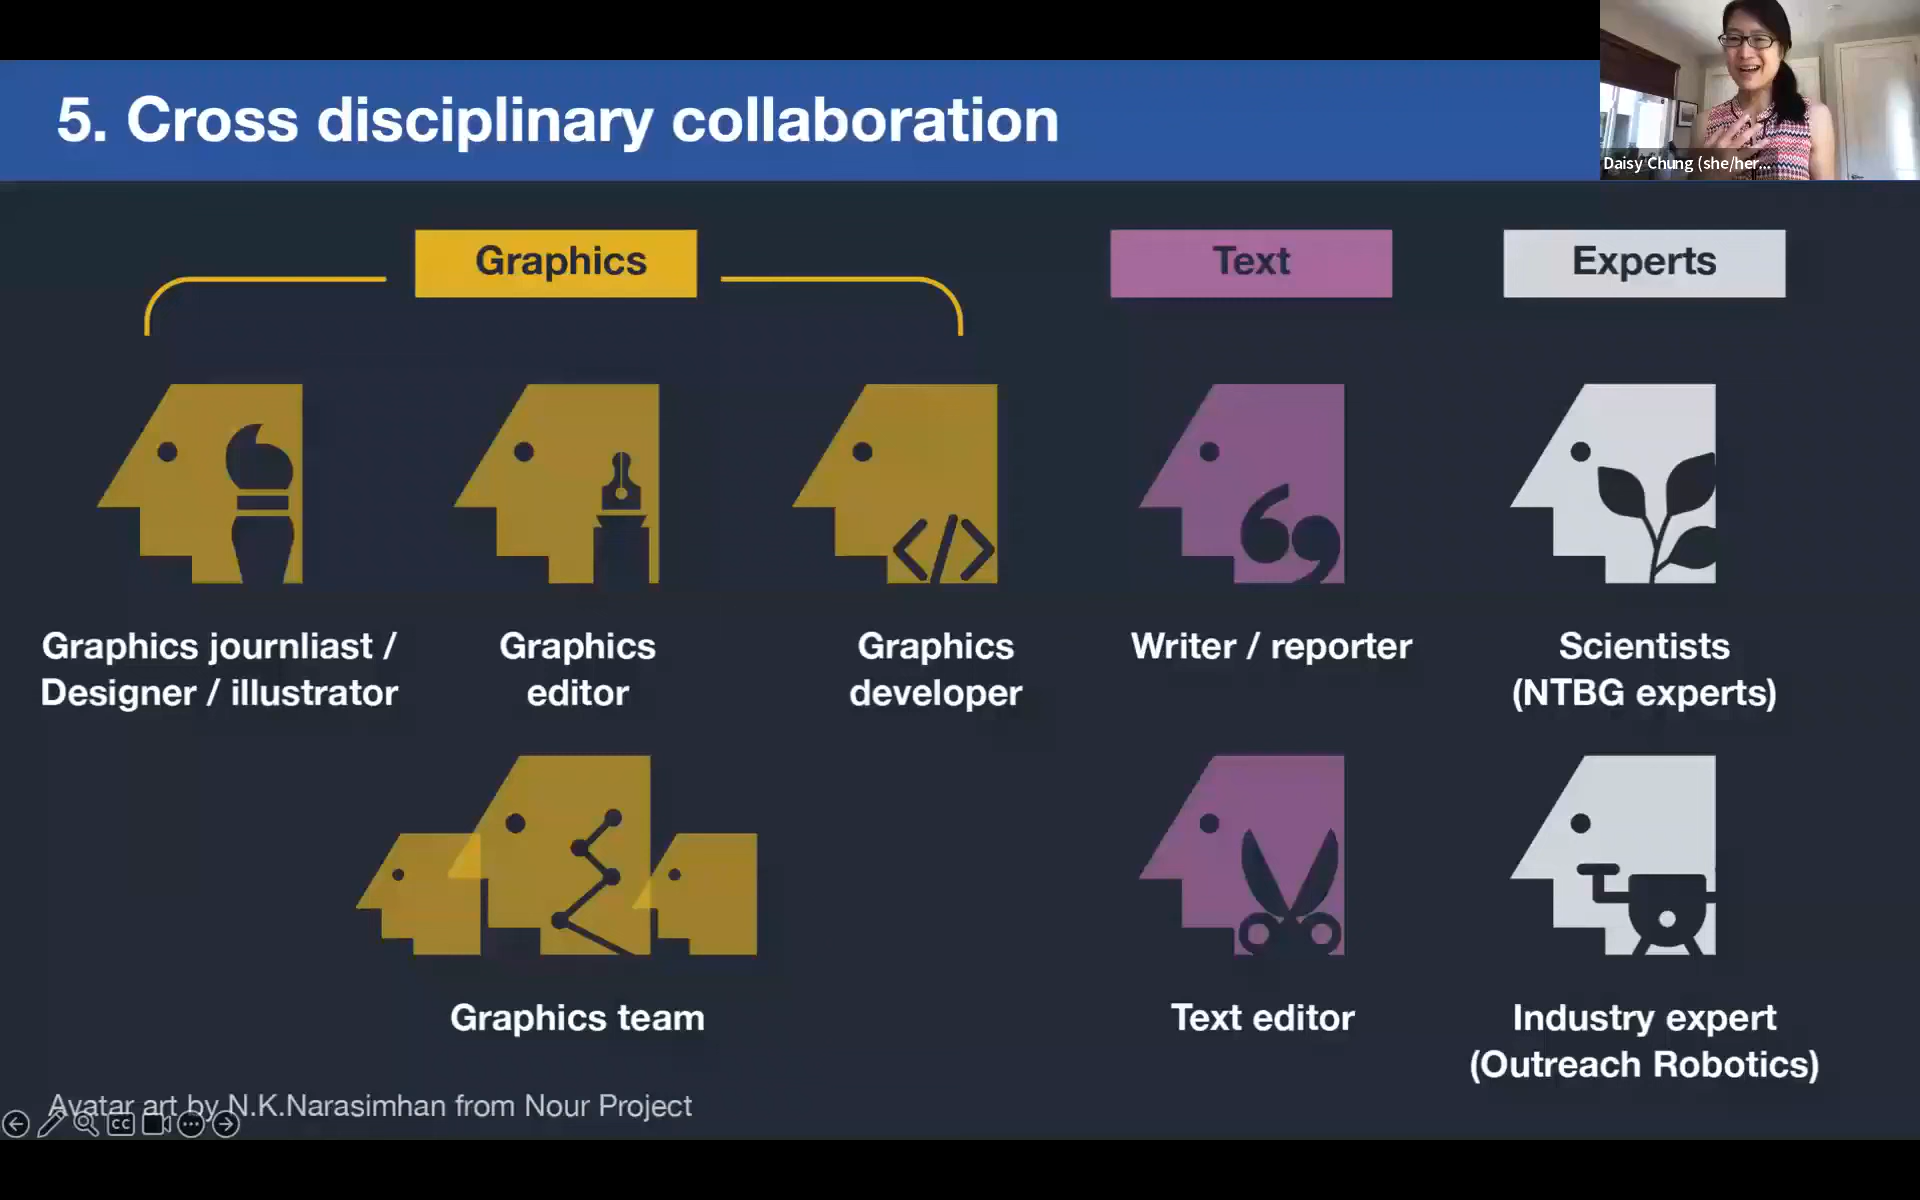 5. Cross disciplinary collaboration
Daisy Chung (she/her...
Graphics
Text
Experts
Graphics journliast /
Designer / illustrator
Graphics
editor
Graphics
developer
Writer / reporter
Scientists
(NTBG experts)
Graphics team
Text editor
Industry expert
(Outreach Robotics)
Avatar art by N.K.Narasimhan from Nour Project
CC